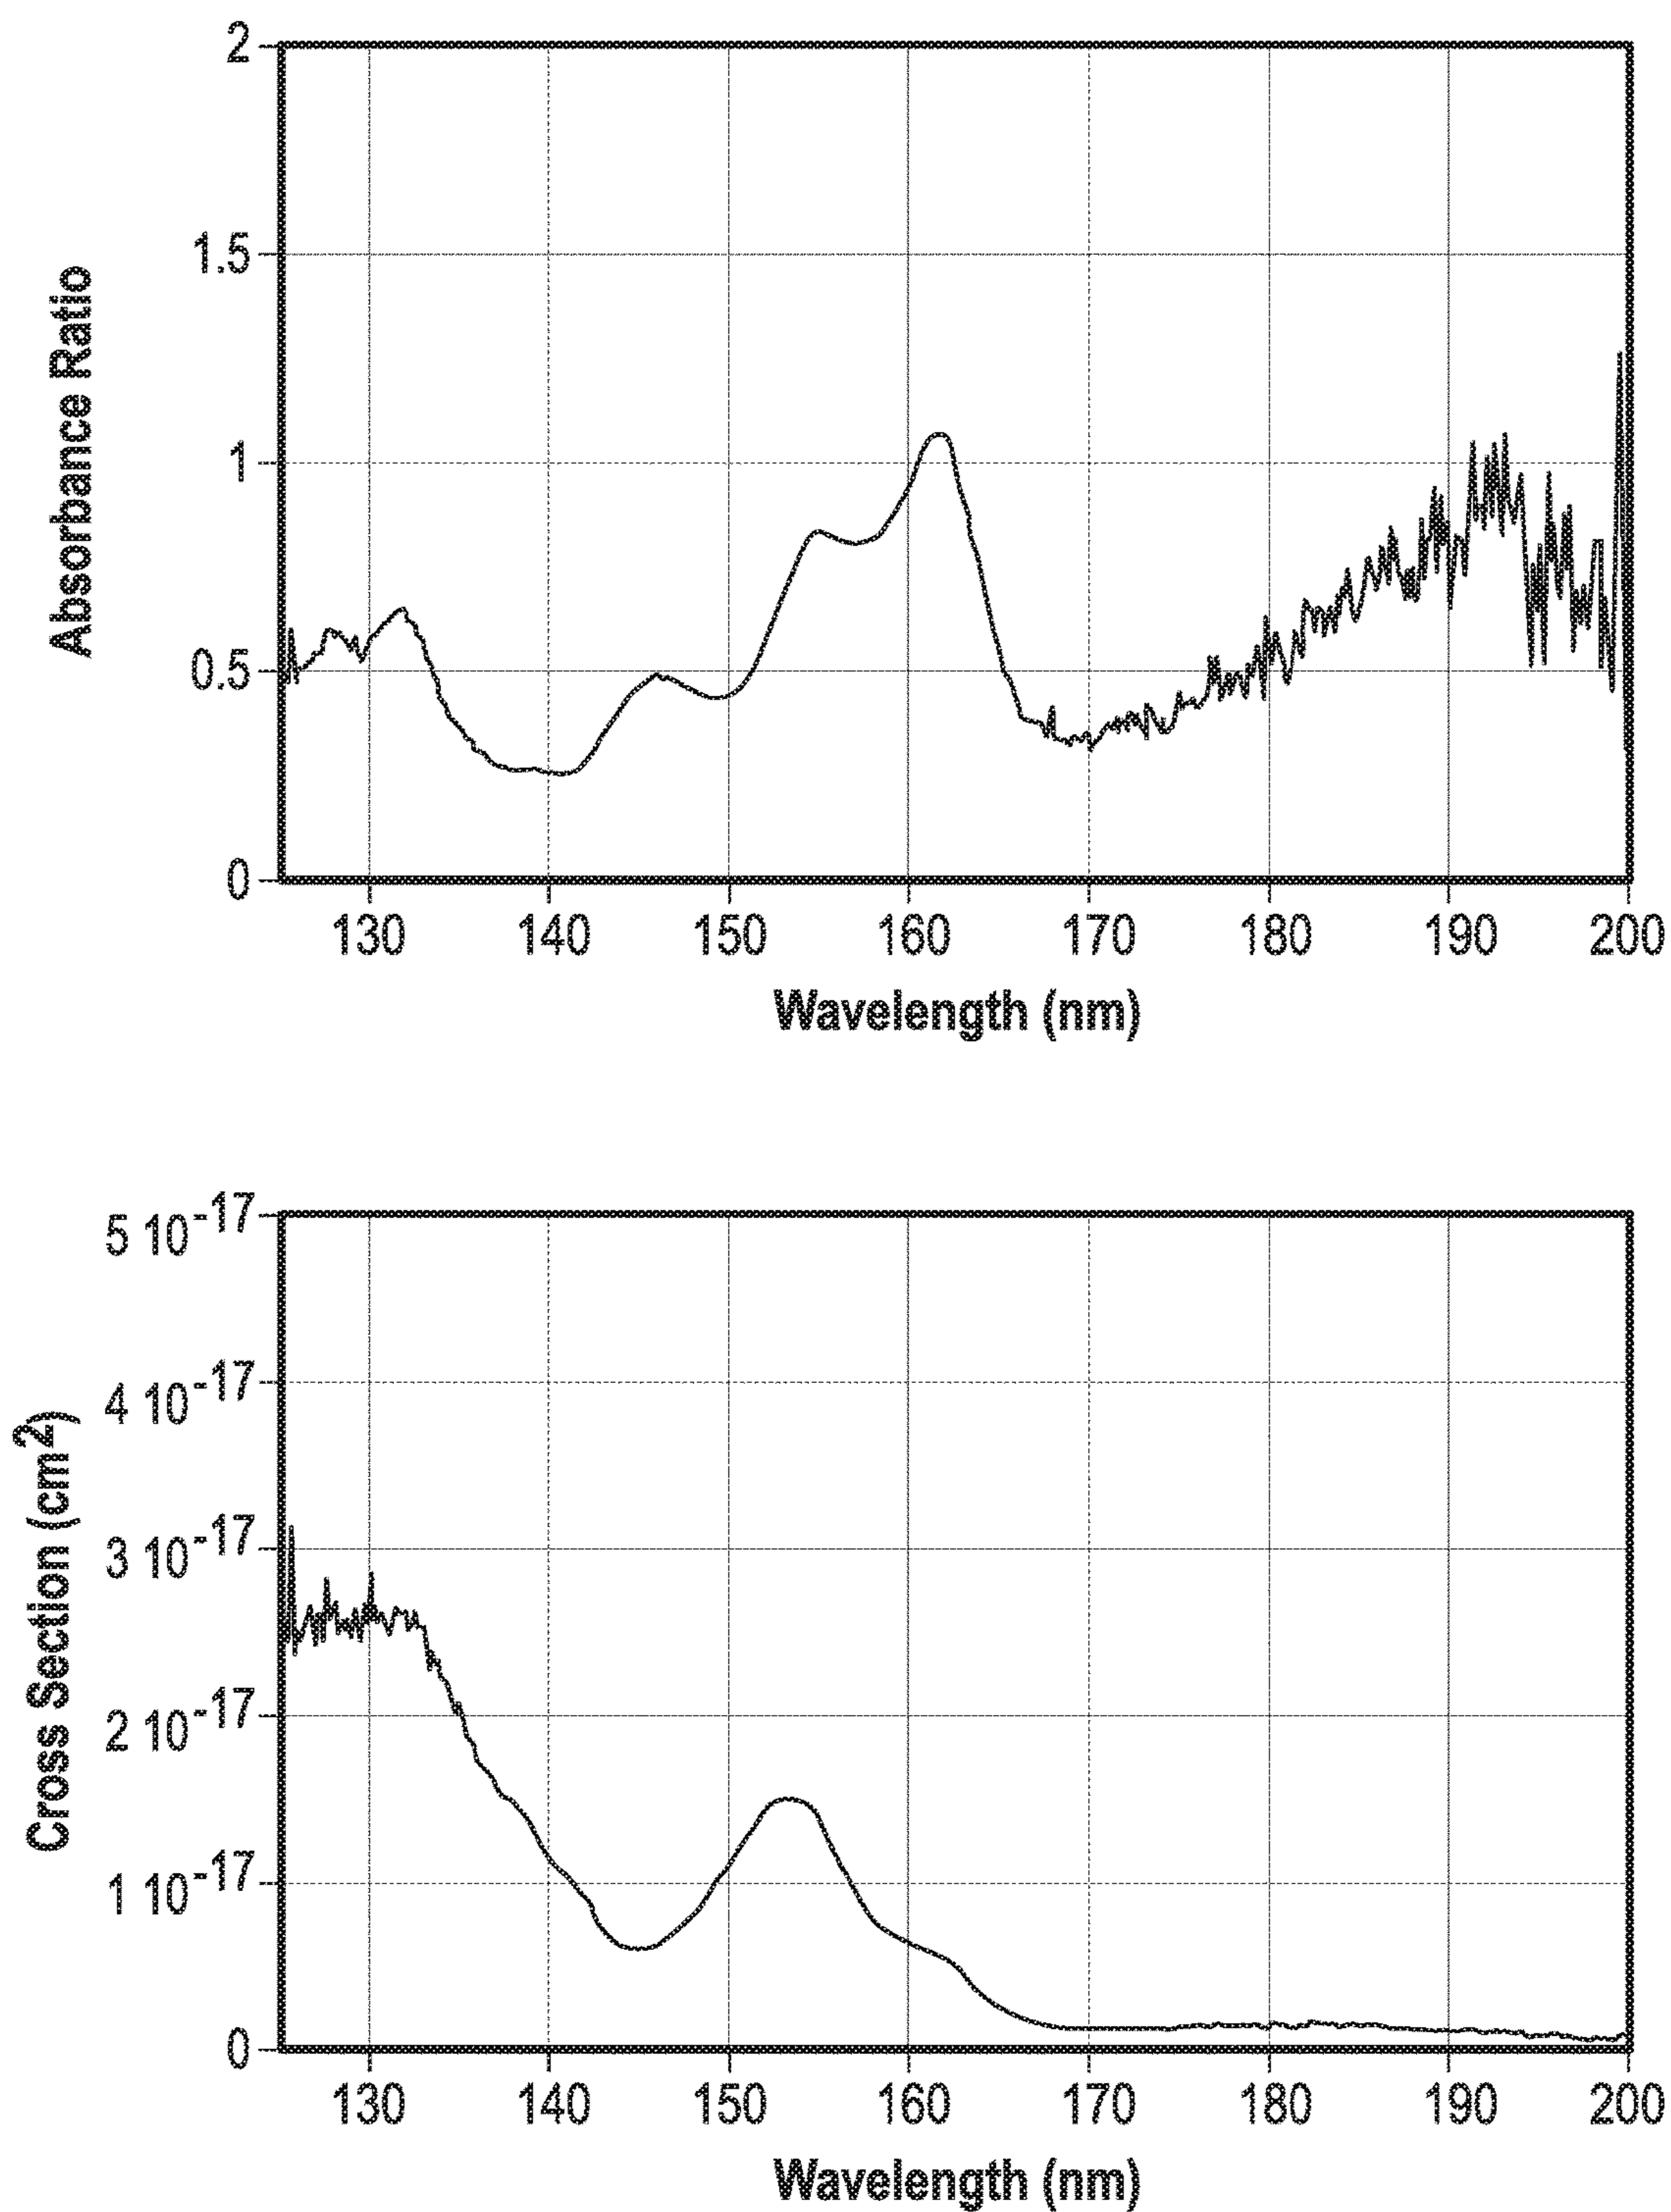 2
1.5
1
0.5
0
Absorbance Ratio
130 140 150 160 170 180 190 200
Wavelength (nm)
5 10-17
4 10-17
3 10-17
2 10-17
1 10-17
0
Cross Section (cm2)
130 140 150 160 170 180 190 200
Wavelength (nm)